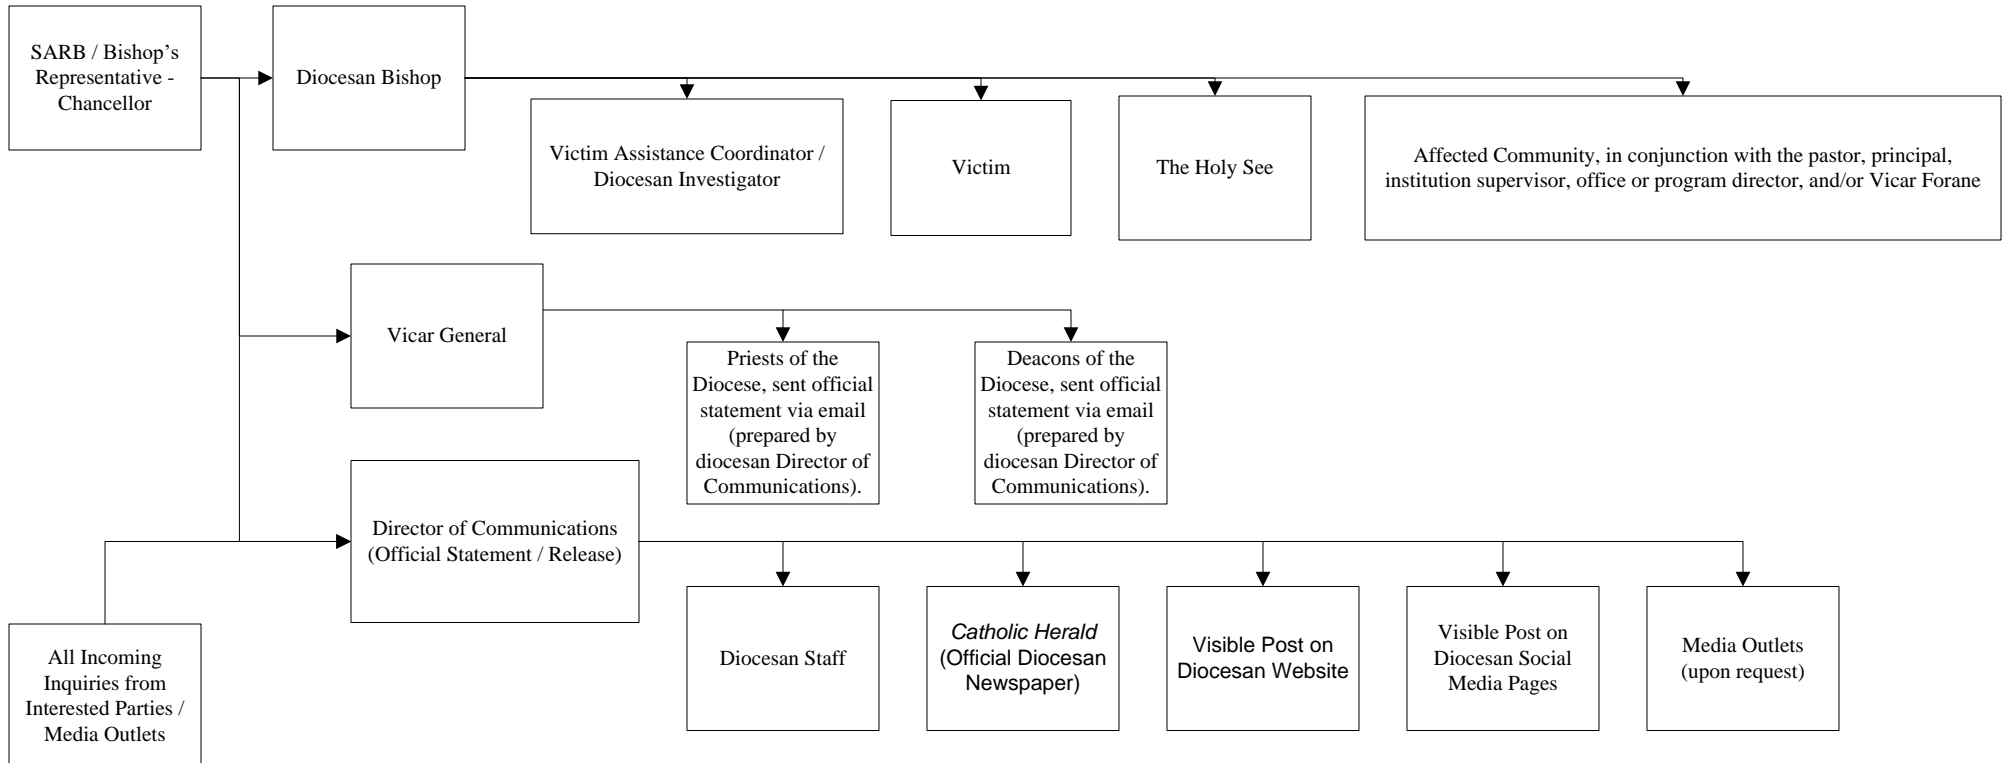 SARB / Bishop’s
Representative -
Chancellor
Diocesan Bishop
Victim Assistance Coordinator /
Diocesan Investigator
Victim
The Holy See
Affected Community, in conjunction with the pastor, principal,
institution supervisor, office or program director, and/or Vicar Forane
Vicar General
Priests of the
Diocese, sent official
statement via email
(prepared by
diocesan Director of
Communications).
Deacons of the
Diocese, sent official
statement via email
(prepared by
diocesan Director of
Communications).
Director of Communications
(Official Statement / Release)
All Incoming
Inquiries from
Interested Parties /
Media Outlets
Diocesan Staff
Catholic Herald
(Official Diocesan
Newspaper)
Visible Post on
Diocesan Website
Visible Post on
Diocesan Social
Media Pages
Media Outlets
(upon request)